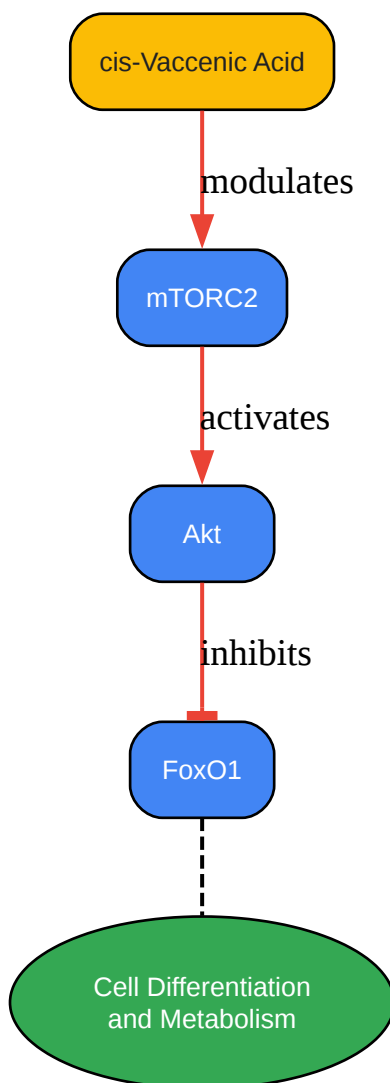 cis-Vaccenic Acid
modulates
mTORC2
activates
Akt
inhibits
FoxO1
Cell Differentiation
and Metabolism